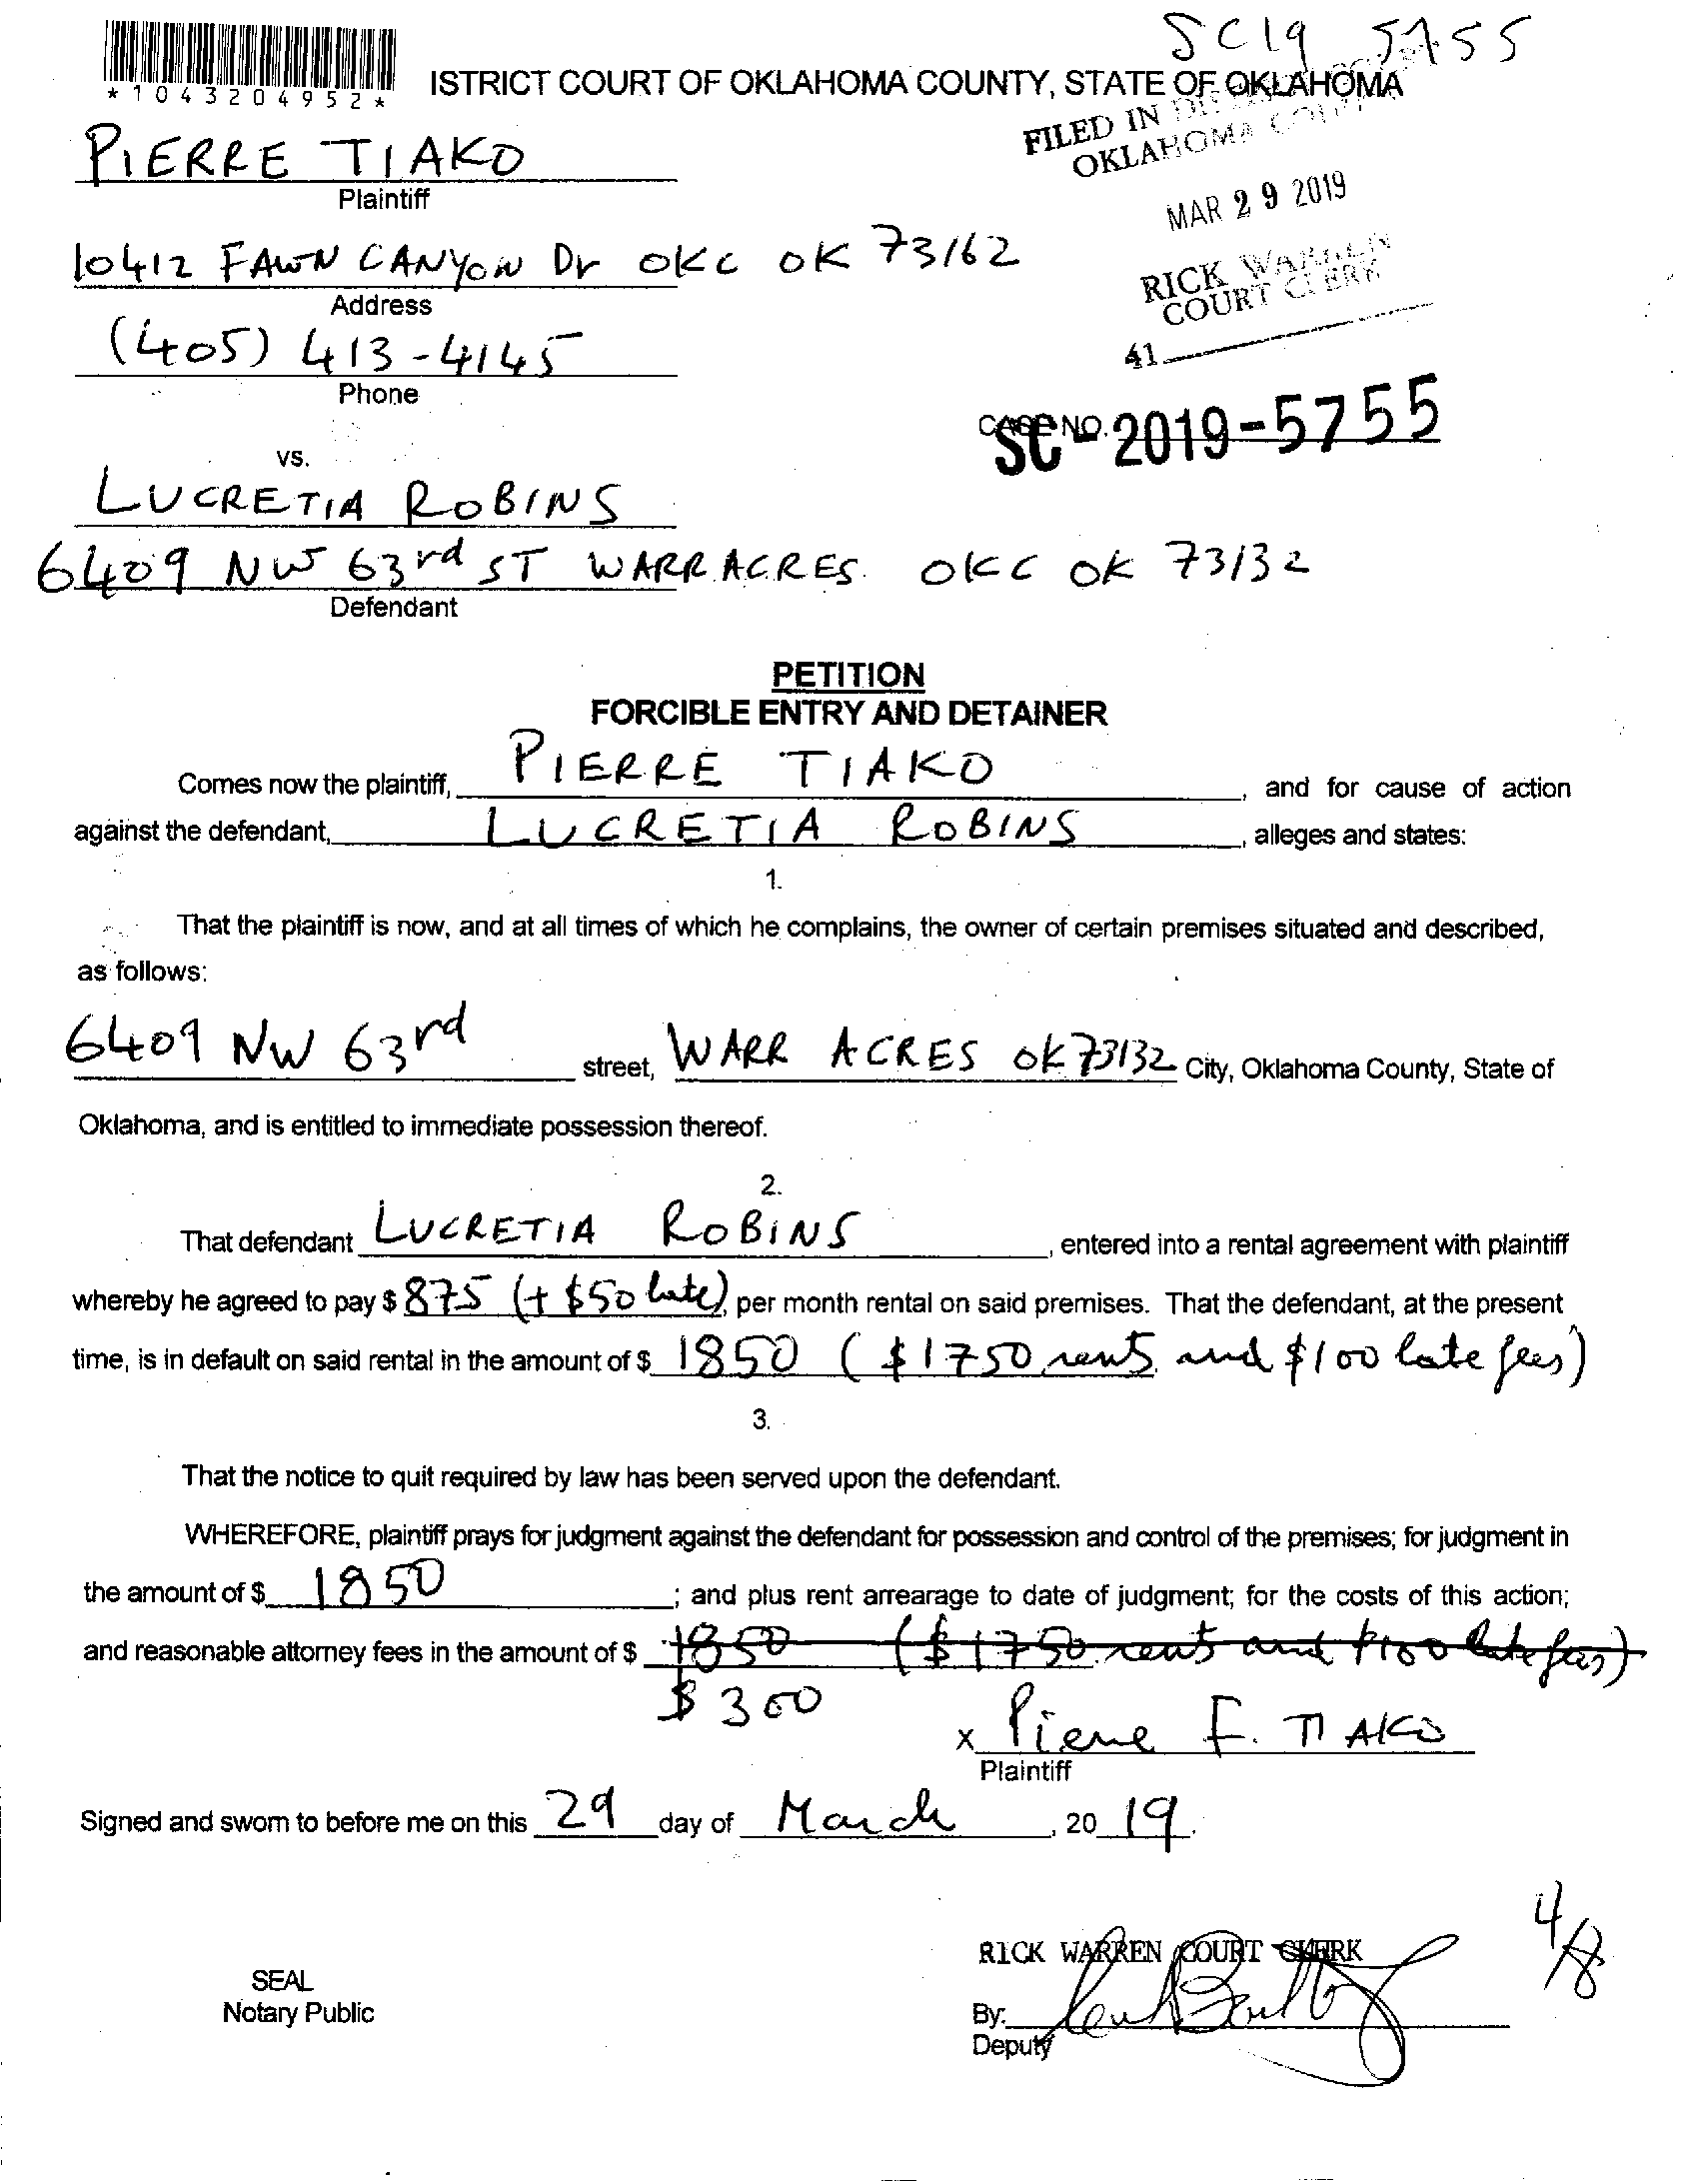 SC19 5755
*1043204952*
ISTRICT COURT OF OKLAHOMA COUNTY, STATE OF OKLAHOMA
FILED IN DISTRICT COURT
OKLAHOMA COUNTY
PIERRE TIAKO
Plaintiff
MAR 29 2019
10412 FAWN CANYON Dr OKC OK 73162
Address
RICK WARREN
COURT CLERK
(405) 413-4145
Phone
41
CASE NO. SC-2019-5755
vs.
LUCRETIA ROBINS
6409 NW 63rd ST WARR ACRES. OKC OK 73132
Defendant
PETITION
FORCIBLE ENTRY AND DETAINER
Comes now the plaintiff, PIERRE TIAKO, and for cause of action
against the defendant, LUCRETIA ROBINS, alleges and states:
1.
That the plaintiff is now, and at all times of which he complains, the owner of certain premises situated and described,
as follows:
6409 NW 63rd street, WARR ACRES OK 73132 City, Oklahoma County, State of
Oklahoma, and is entitled to immediate possession thereof.
2.
That defendant LUCRETIA ROBINS, entered into a rental agreement with plaintiff
whereby he agreed to pay $ 875 (+ $50 late), per month rental on said premises. That the defendant, at the present
time, is in default on said rental in the amount of $ 1850 ($1750 rents and $100 late fees)
3.
That the notice to quit required by law has been served upon the defendant.
WHEREFORE, plaintiff prays for judgment against the defendant for possession and control of the premises; for judgment in
the amount of $ 1850; and plus rent arrearage to date of judgment; for the costs of this action;
and reasonable attorney fees in the amount of $ 1850 ($1750 rents and $100 late fees)
$300
x Pierre F. TIAKO
Plaintiff
Signed and sworn to before me on this 29 day of March, 2019.
4/8
RICK WARREN COURT CLERK
SEAL
Notary Public
By:
Deputy